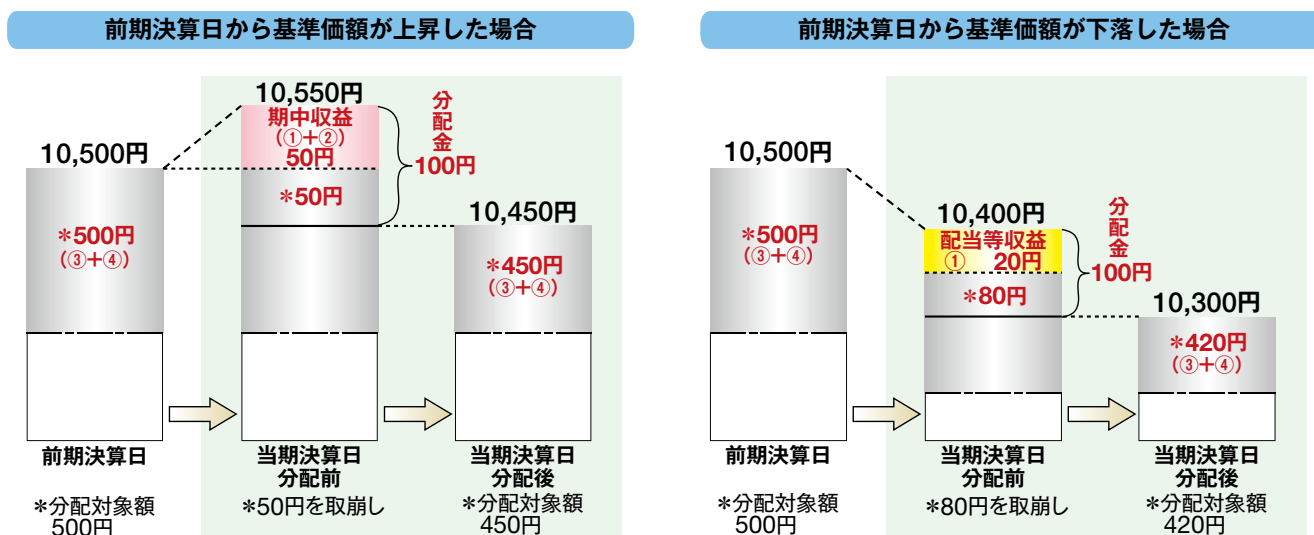 前期決算日から基準価額が上昇した場合
10,500円
＊500円
（③＋④）
前期決算日
＊分配対象額
500円
10,550円
期中収益
（①＋②）
50円
＊50円
分配金
100円
当期決算日
分配前
＊50円を取崩し
10,450円
＊450円
（③＋④）
当期決算日
分配後
＊分配対象額
450円
前期決算日から基準価額が下落した場合
10,500円
＊500円
（③＋④）
前期決算日
＊分配対象額
500円
10,400円
配当等収益
① 20円
＊80円
分配金
100円
当期決算日
分配前
＊80円を取崩し
10,300円
＊420円
（③＋④）
当期決算日
分配後
＊分配対象額
420円